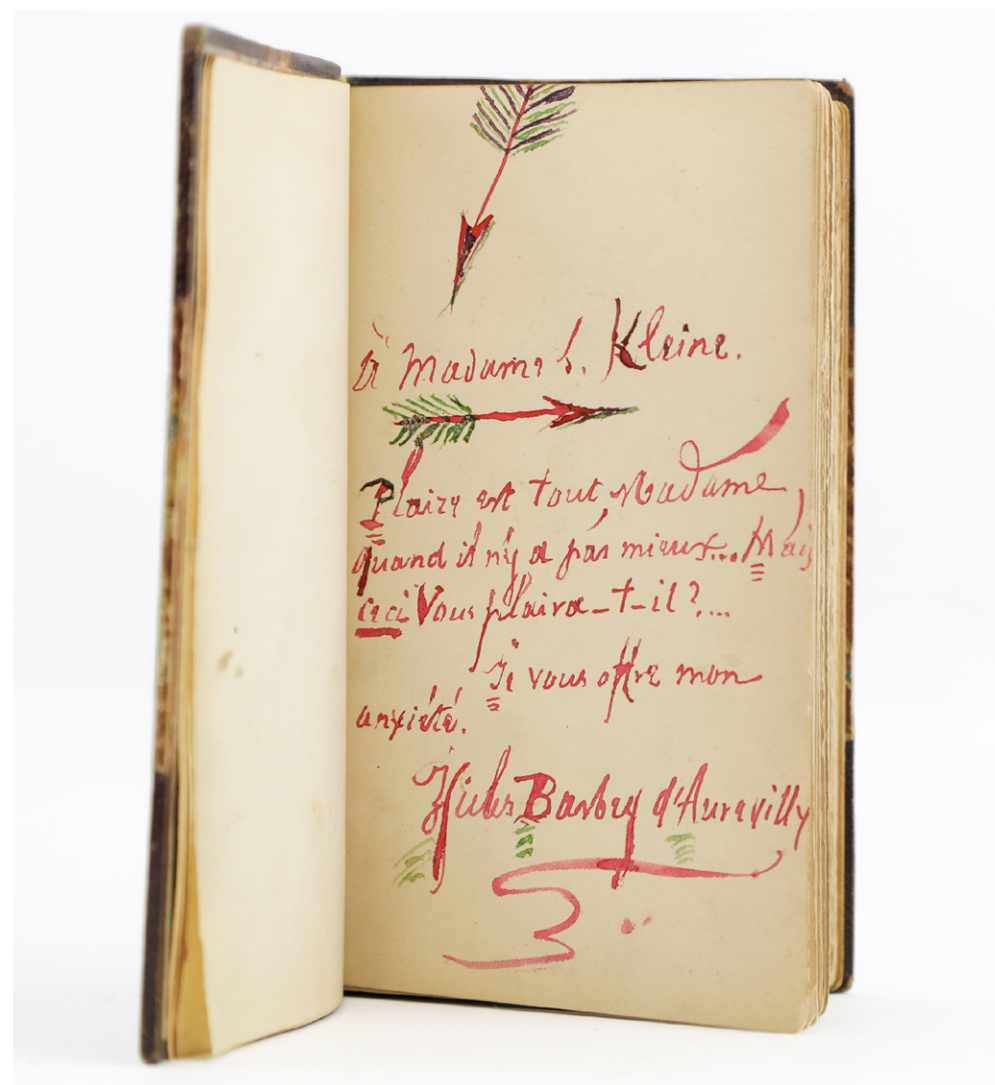 à Madame h. Kleine.
Plaire est tout, Madame,
quand il n'y a pas mieux... Mais
ceci Vous plaira-t-il?...
Je vous offre mon
anxiété.
Jules Barbey d'Aurevilly